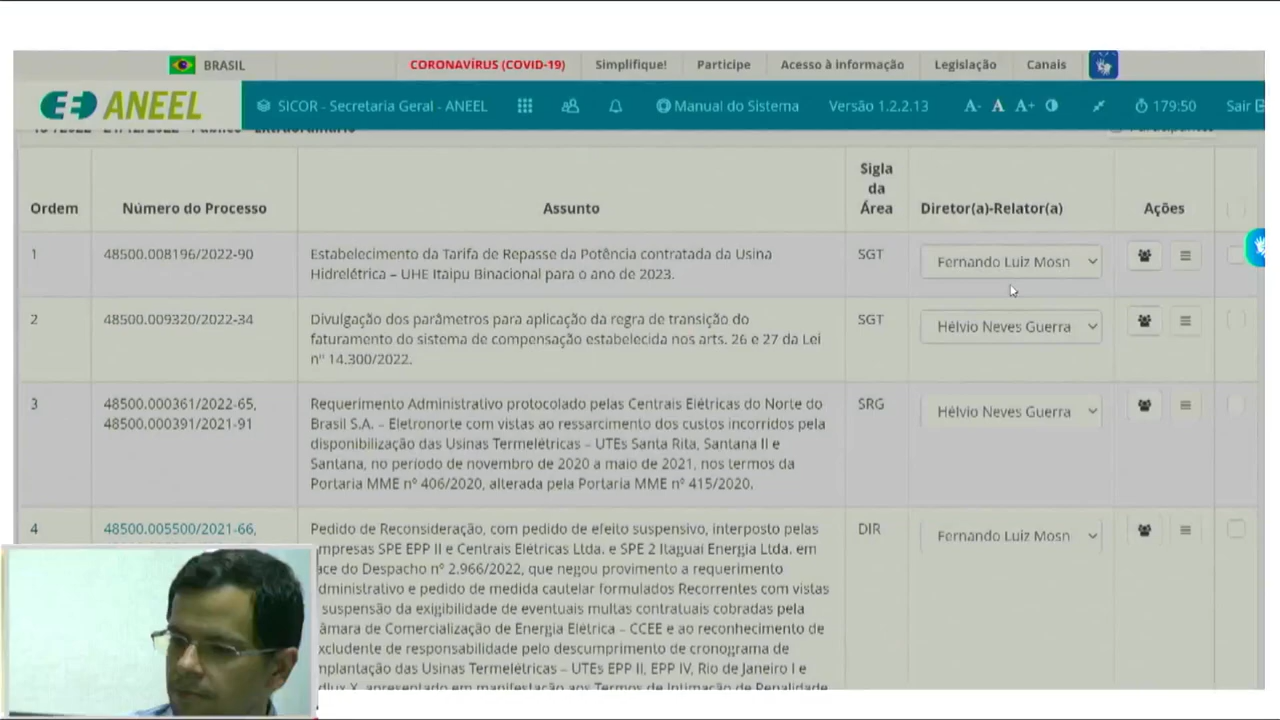 BRASIL
CORONAVÍRUS (COVID-19)
Simplifique!
Participe
Acesso à informação
Legislação
Canais
ANEEL
SICOR - Secretaria Geral - ANEEL
Manual do Sistema
Versão 1.2.2.13
A-
A
A+
179:50
Sair
Ordem
Número do Processo
Assunto
Sigla
da
Área
Diretor(a)-Relator(a)
Ações
1
48500.008196/2022-90
Estabelecimento da Tarifa de Repasse da Potência contratada da Usina
Hidrelétrica – UHE Itaipu Binacional para o ano de 2023.
SGT
Fernando Luiz Mosn
2
48500.009320/2022-34
Divulgação dos parâmetros para aplicação da regra de transição do
faturamento do sistema de compensação estabelecida nos arts. 26 e 27 da Lei
nº 14.300/2022.
SGT
Hélvio Neves Guerra
3
48500.000361/2022-65,
48500.000391/2021-91
Requerimento Administrativo protocolado pelas Centrais Elétricas do Norte do
Brasil S.A. – Eletronorte com vistas ao ressarcimento dos custos incorridos pela
disponibilização das Usinas Termelétricas – UTEs Santa Rita, Santana II e
Santana, no período de novembro de 2020 a maio de 2021, nos termos da
Portaria MME nº 406/2020, alterada pela Portaria MME nº 415/2020.
SRG
Hélvio Neves Guerra
4
48500.005500/2021-66,
Pedido de Reconsideração, com pedido de efeito suspensivo, interposto pelas
mpresas SPE EPP II e Centrais Elétricas Ltda. e SPE 2 Itaguaí Energia Ltda. em
ace do Despacho nº 2.966/2022, que negou provimento a requerimento
dministrativo e pedido de medida cautelar formulados Recorrentes com vistas
suspensão da exigibilidade de eventuais multas contratuais cobradas pela
âmara de Comercialização de Energia Elétrica – CCEE e ao reconhecimento de
xcludente de responsabilidade pelo descumprimento de cronograma de
mplantação das Usinas Termelétricas – UTEs EPP II, EPP IV, Rio de Janeiro I e
dlux X, apresentado em manifestação aos Termos de Intimação de Penalidade
DIR
Fernando Luiz Mosn